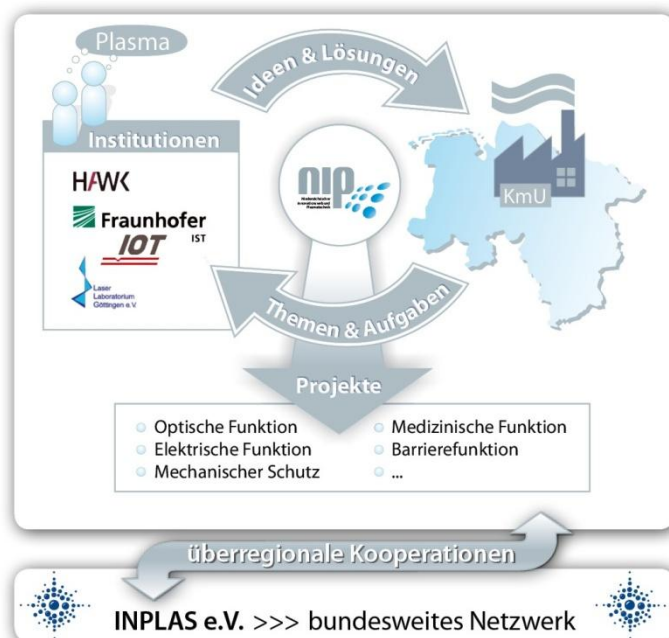 Plasma
Ideen & Lösungen
Institutionen
HAWK
Fraunhofer
IST
IOT
Laser
Laboratorium
Göttingen e.V.
nip
KmU
Themen & Aufgaben
Projekte
Optische Funktion
Elektrische Funktion
Mechanischer Schutz
Medizinische Funktion
Barrierefunktion
...
überregionale Kooperationen
INPLAS e.V. >>> bundesweites Netzwerk